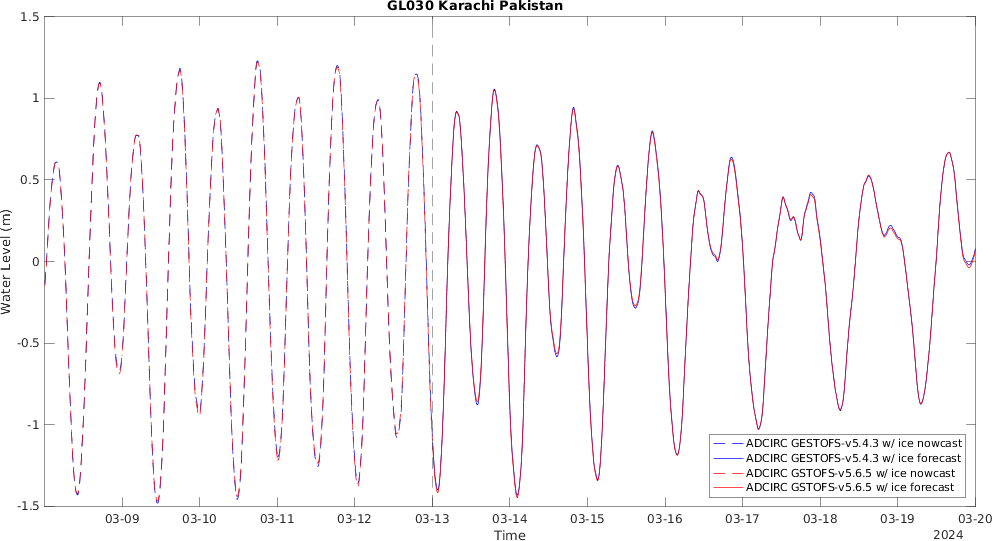 GL030 Karachi Pakistan
1.5
1
0.5
0
-0.5
-1
-1.5
Water Level (m)
ADCIRC GESTOFS-v5.4.3 w/ ice nowcast
ADCIRC GESTOFS-v5.4.3 w/ ice forecast
ADCIRC GSTOFS-v5.6.5 w/ ice nowcast
ADCIRC GSTOFS-v5.6.5 w/ ice forecast
03-09 03-10 03-11 03-12 03-13 03-14 03-15 03-16 03-17 03-18 03-19 03-20
Time
2024